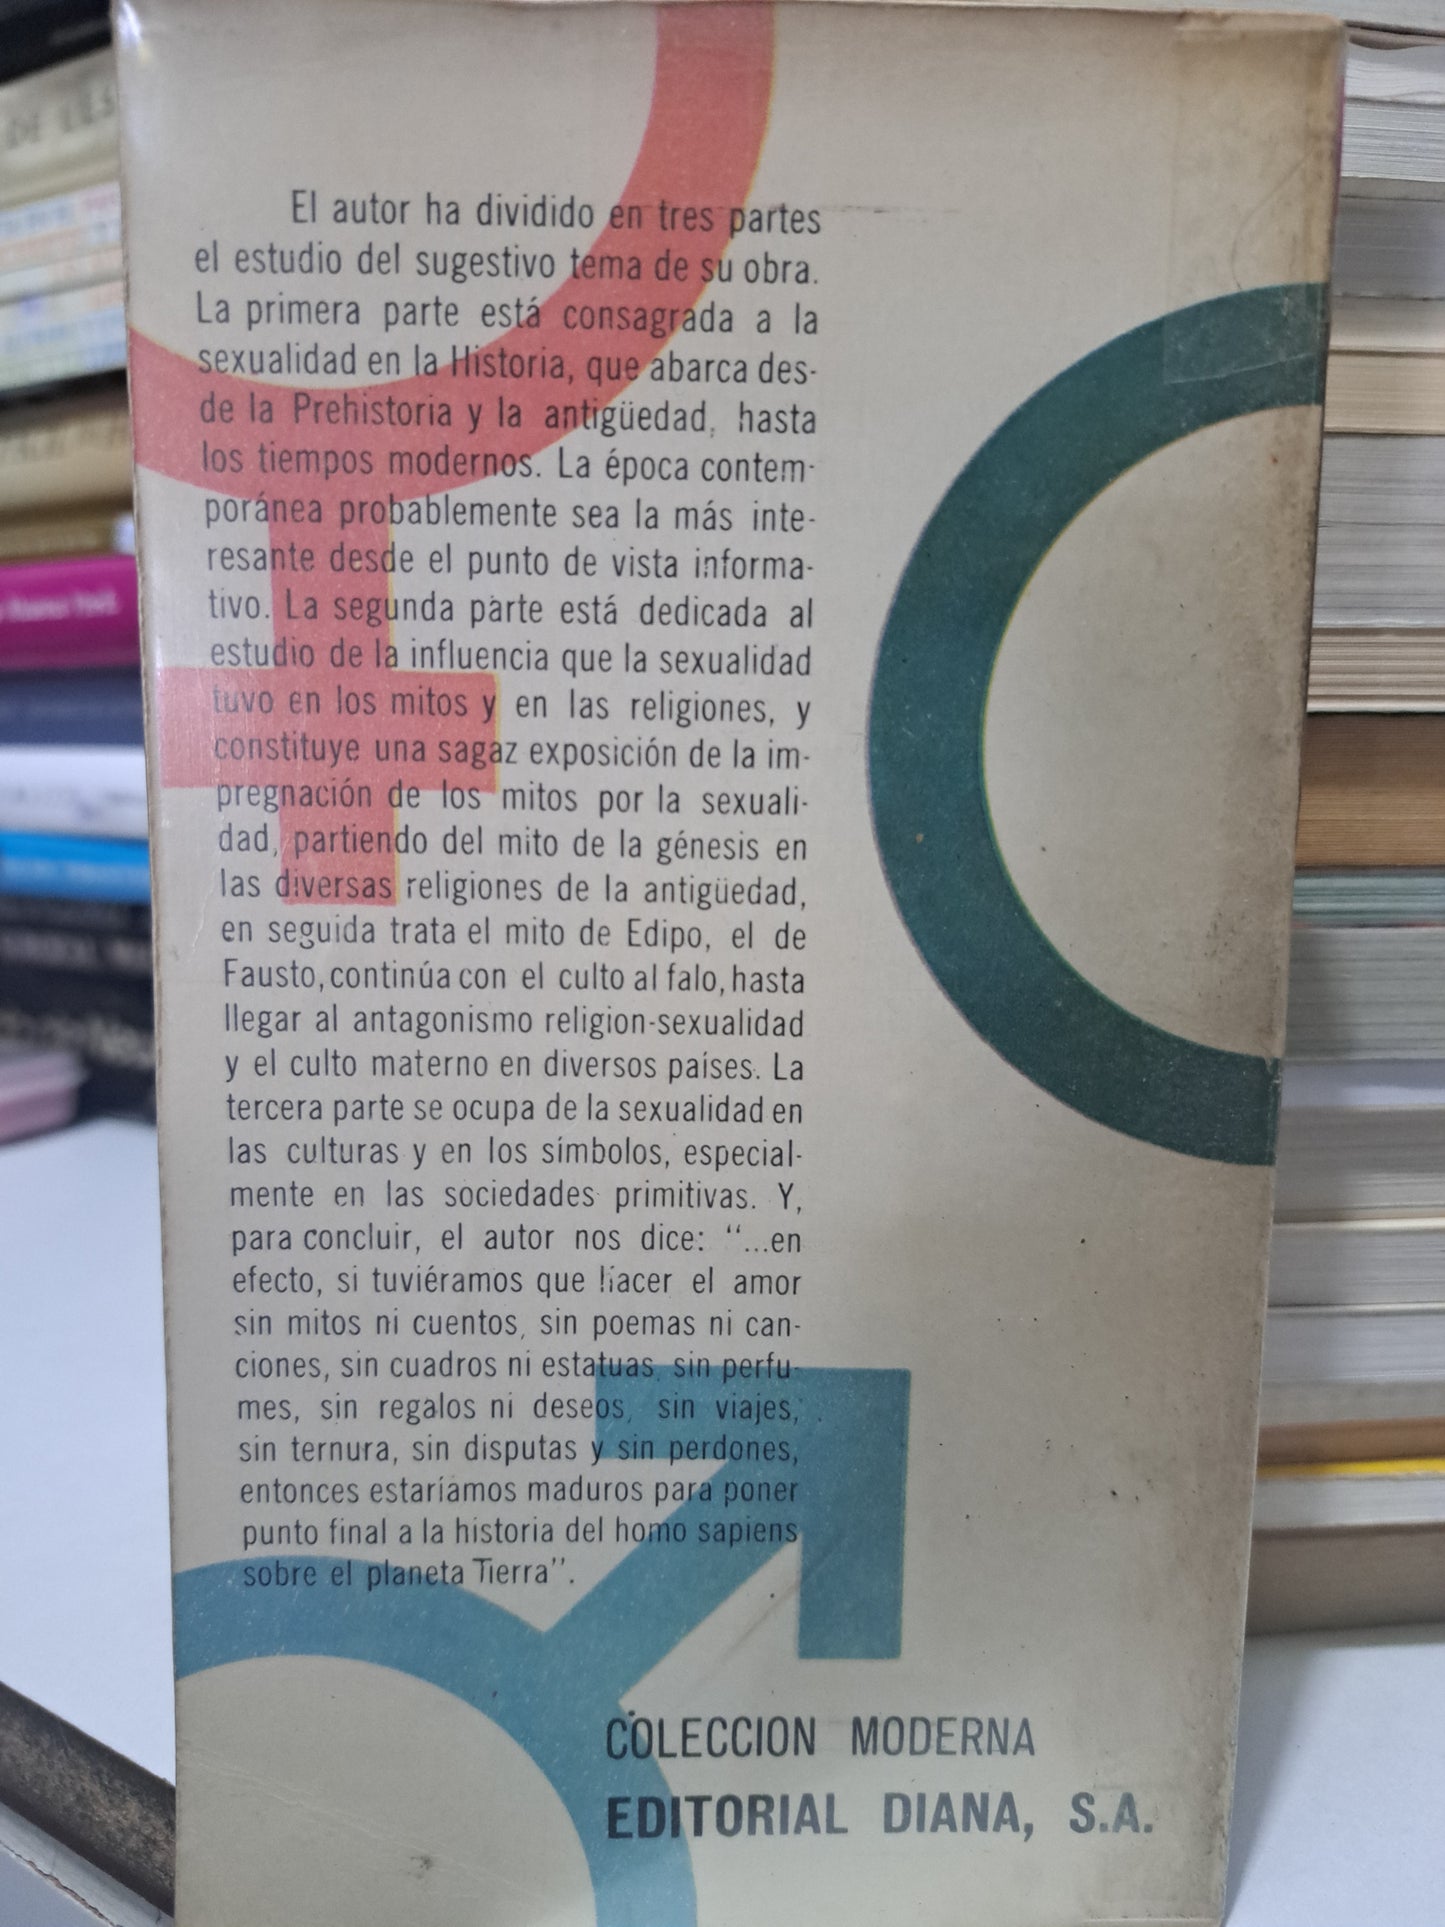 DE LES
El autor ha dividido en tres partes
el estudio del sugestivo tema de su obra.
La primera parte está consagrada a la
sexualidad en la Historia, que abarca des-
de la Prehistoria y la antigüedad, hasta
los tiempos modernos. La época contem-
poránea probablemente sea la más inte-
resante desde el punto de vista informa-
tivo. La segunda parte está dedicada al
estudio de la influencia que la sexualidad
tuvo en los mitos y en las religiones, y
constituye una sagaz exposición de la im-
pregnación de los mitos por la sexuali-
dad, partiendo del mito de la génesis en
las diversas religiones de la antigüedad,
en seguida trata el mito de Edipo, el de
Fausto, continúa con el culto al falo, hasta
llegar al antagonismo religion-sexualidad
y el culto materno en diversos países. La
tercera parte se ocupa de la sexualidad en
las culturas y en los símbolos, especial-
mente en las sociedades primitivas. Y,
para concluir, el autor nos dice: "...en
efecto, si tuviéramos que hacer el amor
sin mitos ni cuentos, sin poemas ni can-
ciones, sin cuadros ni estatuas, sin perfu-
mes, sin regalos ni deseos, sin viajes,
sin ternura, sin disputas y sin perdones,
entonces estaríamos maduros para poner
punto final a la historia del homo sapiens
sobre el planeta Tierra".
COLECCION MODERNA
EDITORIAL DIANA, S.A.